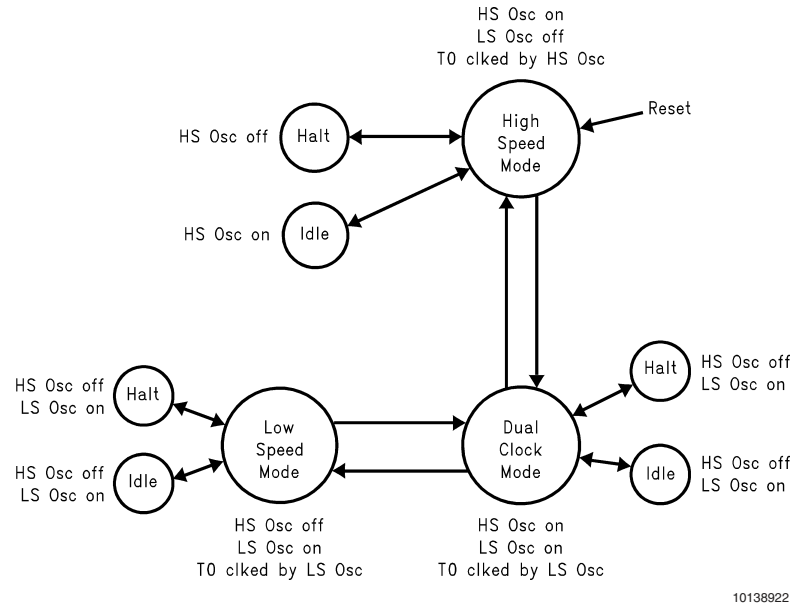 HS Osc on
LS Osc off
T0 clked by HS Osc
High
Speed
Mode
Reset
HS Osc off
Halt
HS Osc on
Idle
HS Osc off
LS Osc on
Halt
HS Osc off
LS Osc on
Idle
Low
Speed
Mode
HS Osc off
LS Osc on
T0 clked by LS Osc
Dual
Clock
Mode
HS Osc on
LS Osc on
T0 clked by LS Osc
Halt
HS Osc off
LS Osc on
Idle
HS Osc off
LS Osc on
10138922